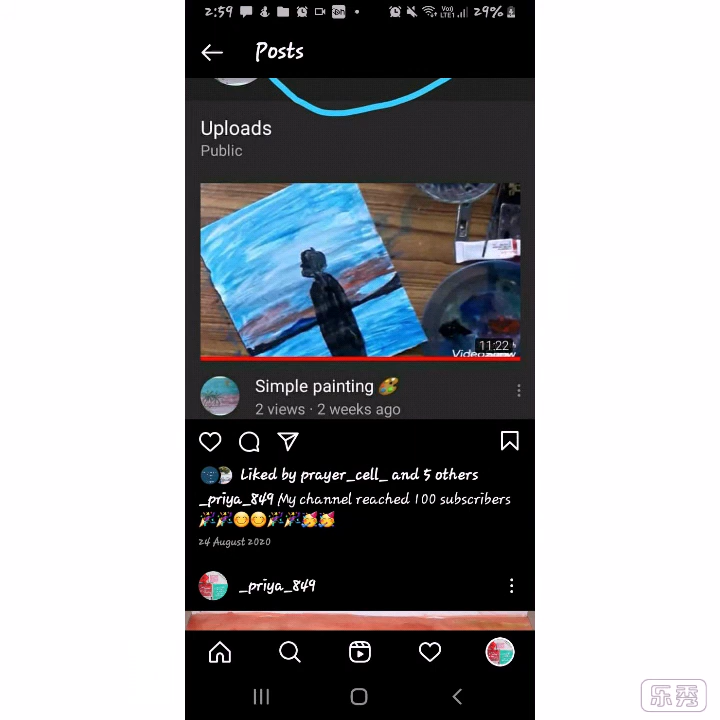 2:59 29%
Posts
Uploads
Public
11:22
VideoShow
Simple painting 🎨
2 views · 2 weeks ago
Liked by prayer_cell_ and 5 others
_priya_849 My channel reached 100 subscribers
🎉🎉😊😊🎉🎉🥳🥳
24 August 2020
_priya_849
乐秀